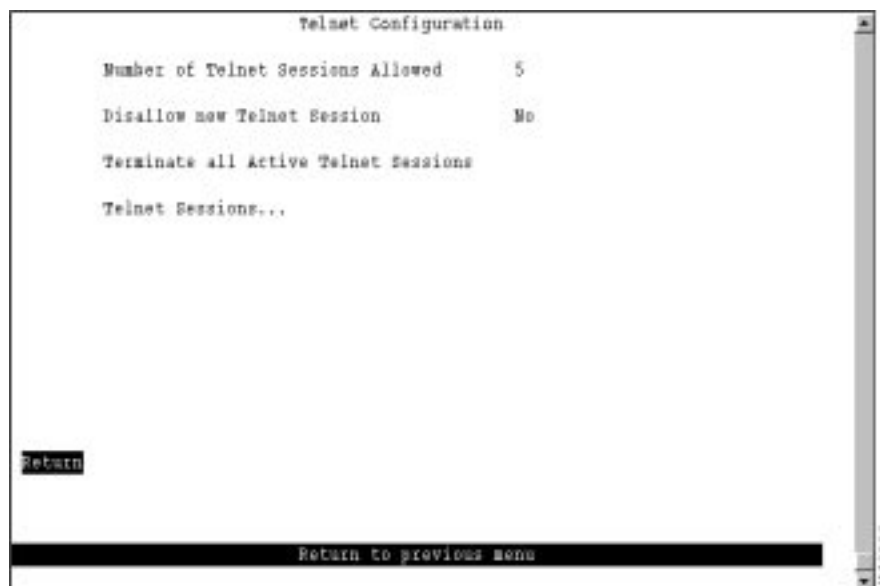 Telnet Configuration
Number of Telnet Sessions Allowed 5
Disallow new Telnet Session No
Terminate all Active Telnet Sessions
Telnet Sessions...
Return
Return to previous menu